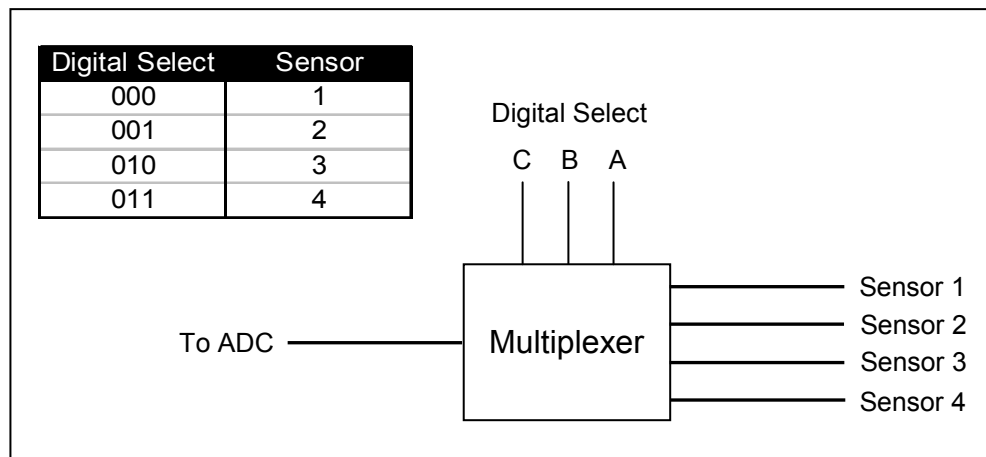 Digital Select Sensor
000 1
001 2
010 3
011 4
Digital Select
C B A
Multiplexer
To ADC
Sensor 1
Sensor 2
Sensor 3
Sensor 4